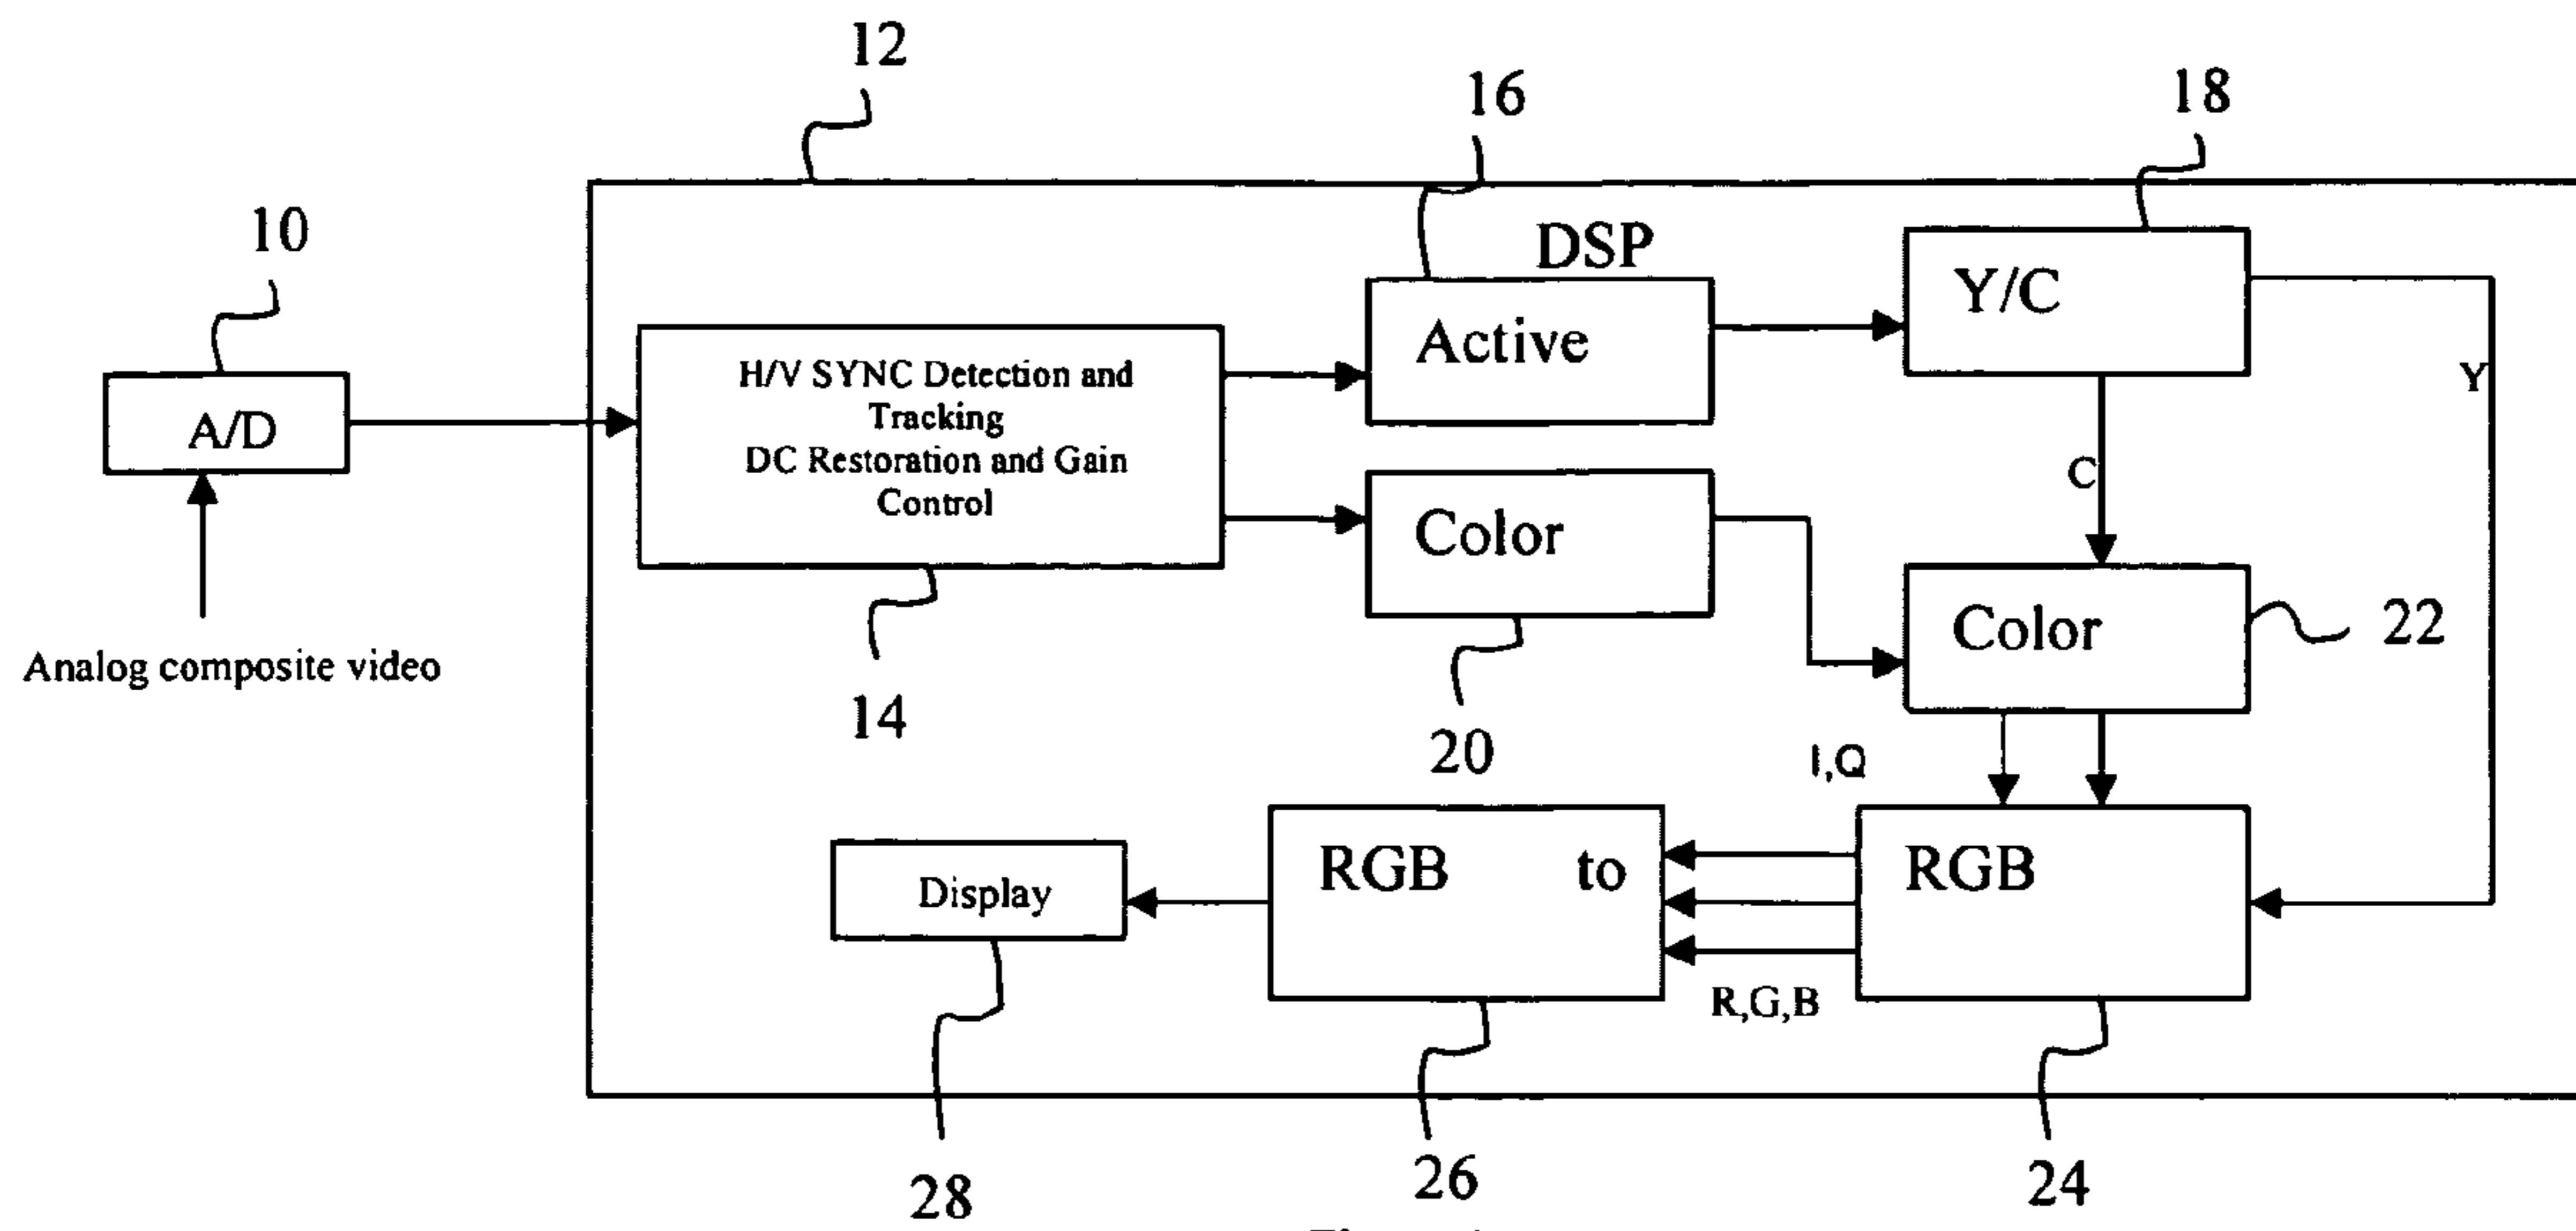 12
16
18
10
DSP
Y/C
Active
H/V SYNC Detection and
Tracking
DC Restoration and Gain
Control
A/D
Y
C
Color
Color
22
Analog composite video
14
20
I,Q
RGB to
RGB
Display
R,G,B
28
26
24